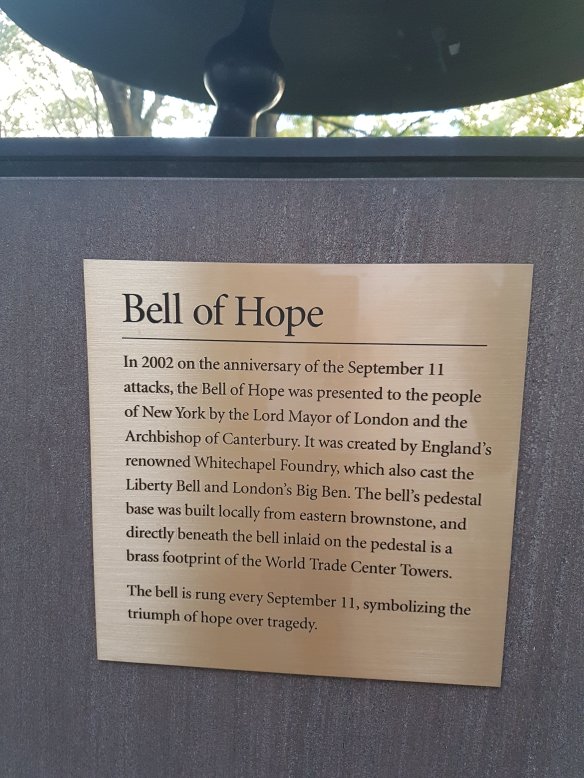 Bell of Hope
In 2002 on the anniversary of the September 11
attacks, the Bell of Hope was presented to the people
of New York by the Lord Mayor of London and the
Archbishop of Canterbury. It was created by England's
renowned Whitechapel Foundry, which also cast the
Liberty Bell and London's Big Ben. The bell's pedestal
base was built locally from eastern brownstone, and
directly beneath the bell inlaid on the pedestal is a
brass footprint of the World Trade Center Towers.
The bell is rung every September 11, symbolizing the
triumph of hope over tragedy.